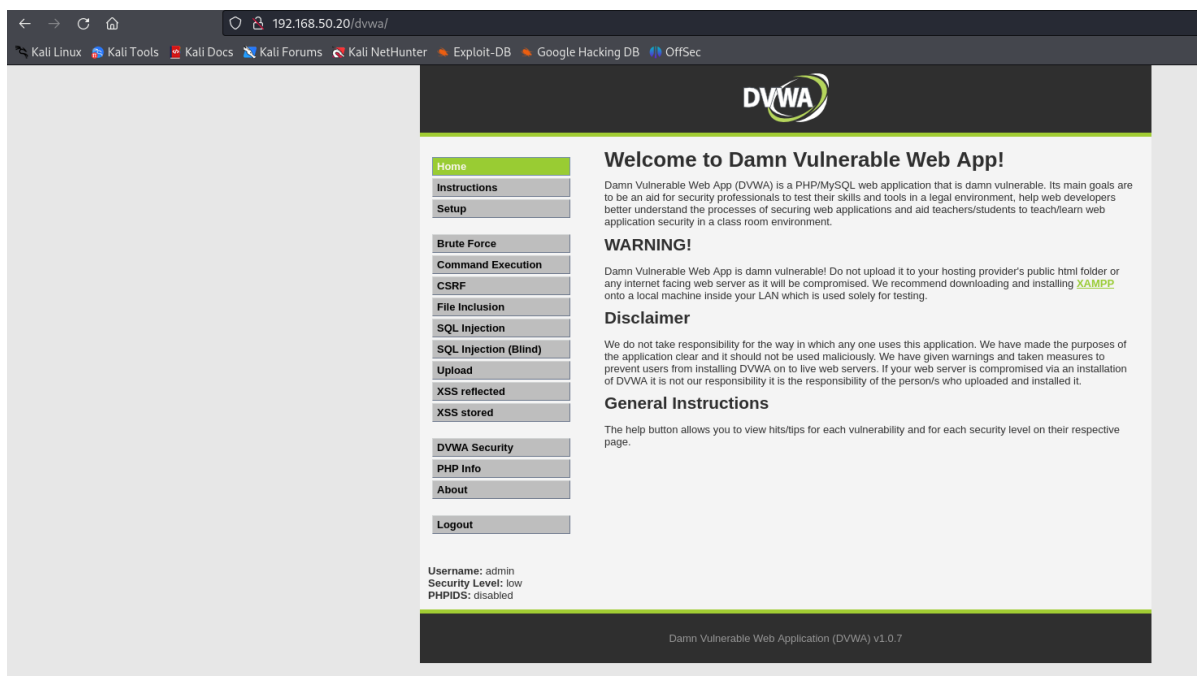 192.168.50.20/dvwa/
Kali Linux Kali Tools Kali Docs Kali Forums Kali NetHunter Exploit-DB Google Hacking DB OffSec
DVWA
Home
Instructions
Setup
Brute Force
Command Execution
CSRF
File Inclusion
SQL Injection
SQL Injection (Blind)
Upload
XSS reflected
XSS stored
DVWA Security
PHP Info
About
Logout
Username: admin
Security Level: low
PHPIDS: disabled
Welcome to Damn Vulnerable Web App!
Damn Vulnerable Web App (DVWA) is a PHP/MySQL web application that is damn vulnerable. Its main goals are
to be an aid for security professionals to test their skills and tools in a legal environment, help web developers
better understand the processes of securing web applications and aid teachers/students to teach/learn web
application security in a class room environment.
WARNING!
Damn Vulnerable Web App is damn vulnerable! Do not upload it to your hosting provider's public html folder or
any internet facing web server as it will be compromised. We recommend downloading and installing XAMPP
onto a local machine inside your LAN which is used solely for testing.
Disclaimer
We do not take responsibility for the way in which any one uses this application. We have made the purposes of
the application clear and it should not be used maliciously. We have given warnings and taken measures to
prevent users from installing DVWA on to live web servers. If your web server is compromised via an installation
of DVWA it is not our responsibility it is the responsibility of the person/s who uploaded and installed it.
General Instructions
The help button allows you to view hits/tips for each vulnerability and for each security level on their respective
page.
Damn Vulnerable Web Application (DVWA) v1.0.7